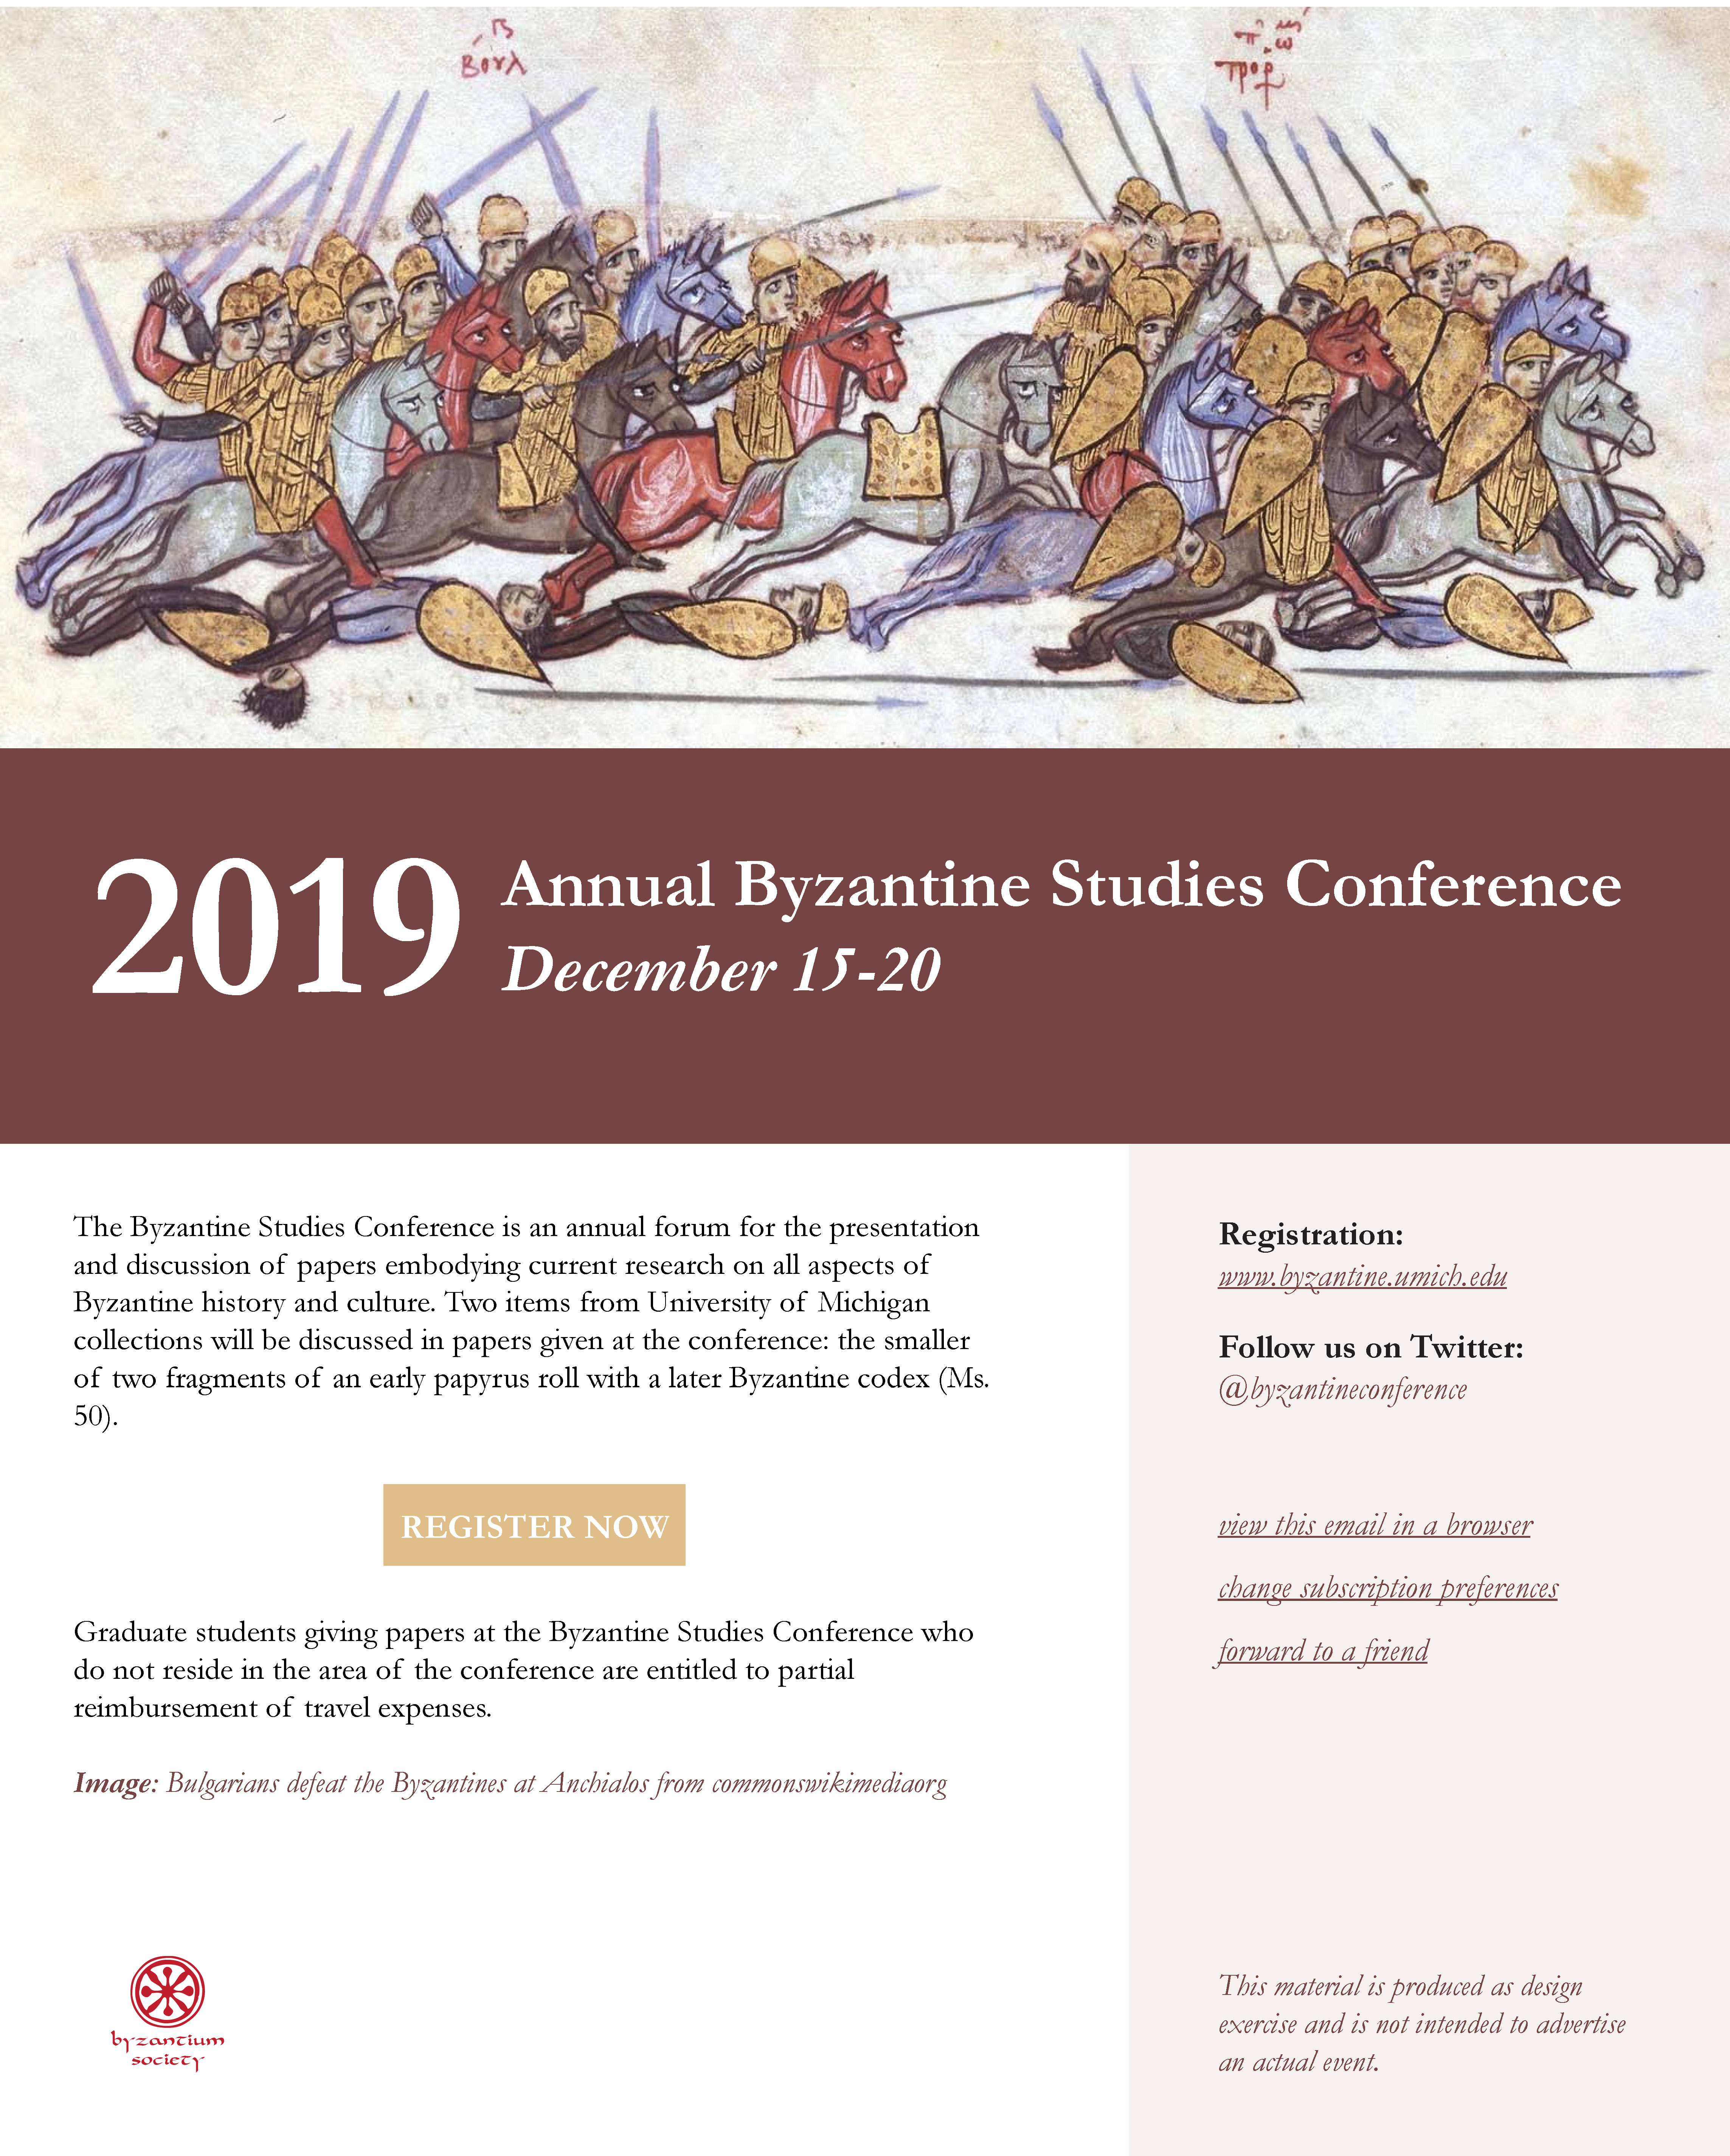 Β
Βουλ
προφ
2019
Annual Byzantine Studies Conference
December 15-20
The Byzantine Studies Conference is an annual forum for the presentation
and discussion of papers embodying current research on all aspects of
Byzantine history and culture. Two items from University of Michigan
collections will be discussed in papers given at the conference: the smaller
of two fragments of an early papyrus roll with a later Byzantine codex (Ms.
50).
REGISTER NOW
Graduate students giving papers at the Byzantine Studies Conference who
do not reside in the area of the conference are entitled to partial
reimbursement of travel expenses.
Image: Bulgarians defeat the Byzantines at Anchialos from commonswikimediaorg
byzantium
society
Registration:
www.byzantine.umich.edu
Follow us on Twitter:
@byzantineconference
view this email in a browser
change subscription preferences
forward to a friend
This material is produced as design
exercise and is not intended to advertise
an actual event.